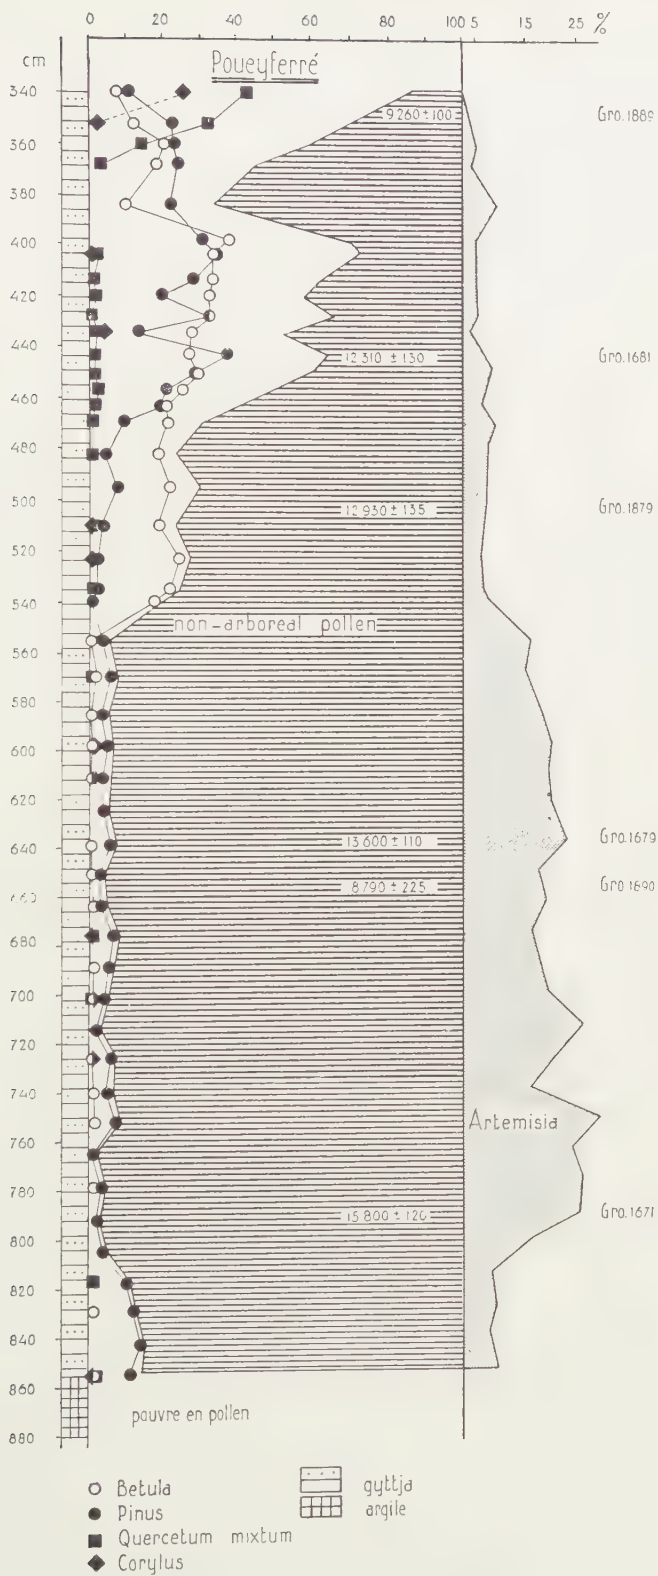 0 20 40 60 80 100 5 15 25 %
cm
Poueyferré
340
9260 ± 100 Gro.1889
360
380
400
420
440
12.310 ± 130 Gro.1681
460
480
500
12.930 ± 135 Gro.1879
520
540
non-arboreal pollen
560
580
600
620
13.600 ± 110 Gro.1679
640
8.790 ± 225 Gro.1890
660
680
700
720
740
Artemisia
760
780
15.800 ± 120 Gro.1671
800
820
840
860
pauvre en pollen
880
Betula
Pinus
Quercetum mixtum
Corylus
gyttja
argile